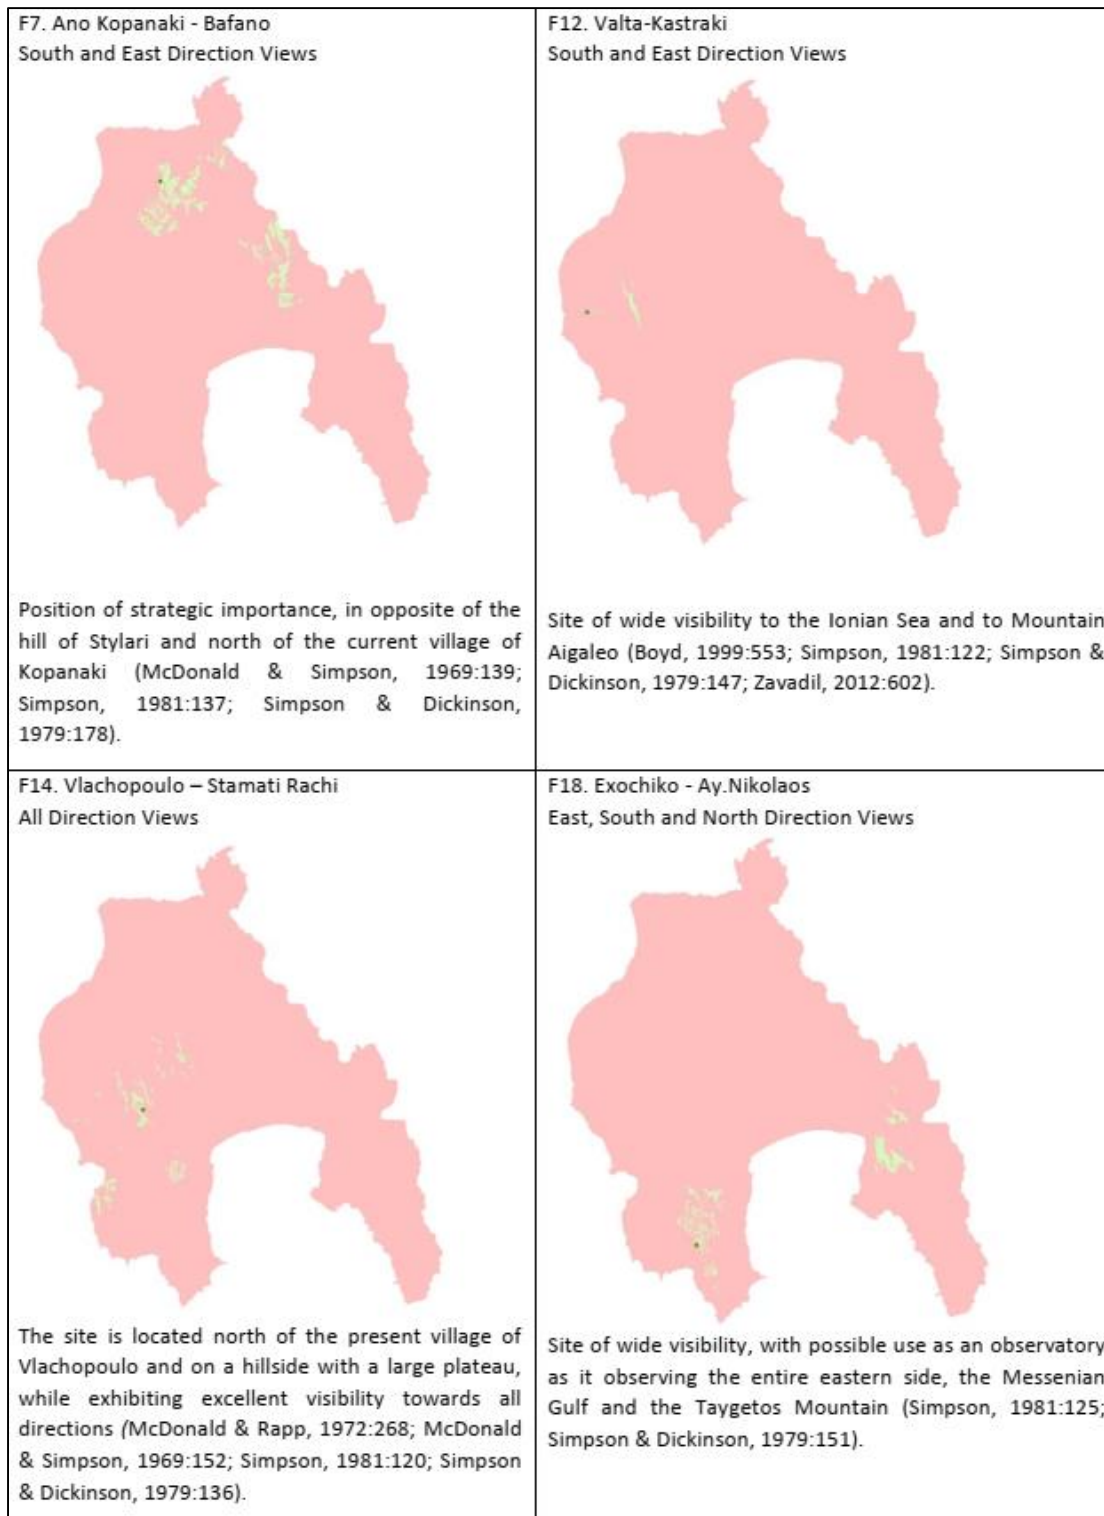 F7. Ano Kopanaki - Bafano
South and East Direction Views
Position of strategic importance, in opposite of the
hill of Stylari and north of the current village of
Kopanaki (McDonald & Simpson, 1969:139;
Simpson, 1981:137; Simpson & Dickinson,
1979:178).
F12. Valta-Kastraki
South and East Direction Views
Site of wide visibility to the Ionian Sea and to Mountain
Aigaleo (Boyd, 1999:553; Simpson, 1981:122; Simpson &
Dickinson, 1979:147; Zavadil, 2012:602).
F14. Vlachopoulo – Stamati Rachi
All Direction Views
The site is located north of the present village of
Vlachopoulo and on a hillside with a large plateau,
while exhibiting excellent visibility towards all
directions (McDonald & Rapp, 1972:268; McDonald
& Simpson, 1969:152; Simpson, 1981:120; Simpson
& Dickinson, 1979:136).
F18. Exochiko - Ay.Nikolaos
East, South and North Direction Views
Site of wide visibility, with possible use as an observatory
as it observing the entire eastern side, the Messenian
Gulf and the Taygetos Mountain (Simpson, 1981:125;
Simpson & Dickinson, 1979:151).